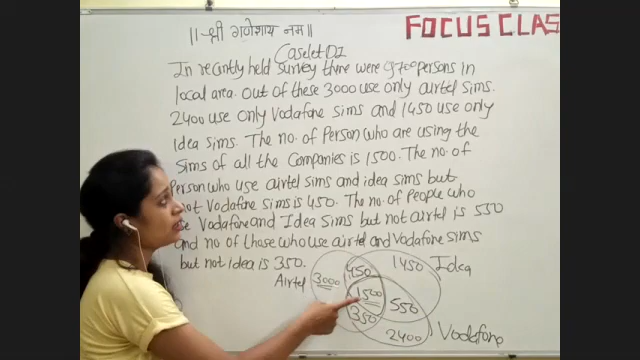 ॥-श्री गणेशाय नम॥
FOCUS CLAS
Caselet DI
In recently held Survey there were 9700 persons in
local area. Out of these 3000 use only airtel sims.
2400 use only Vodafone sims and 1450 use only
Idea sims. The no. of Person who are using the
Sims of all the Companies is 1500. The no. of
Person who use airtel sims and idea sims but
not Vodafone sims is 450. The no. of People who
Vodafone and Idea Sims but not airtel is 550
and no of those who use airtel and Vodafone sims
but not idea is 350.
Airtel
3000
450
1450
Idea
1500
550
350
2400
Vodafone